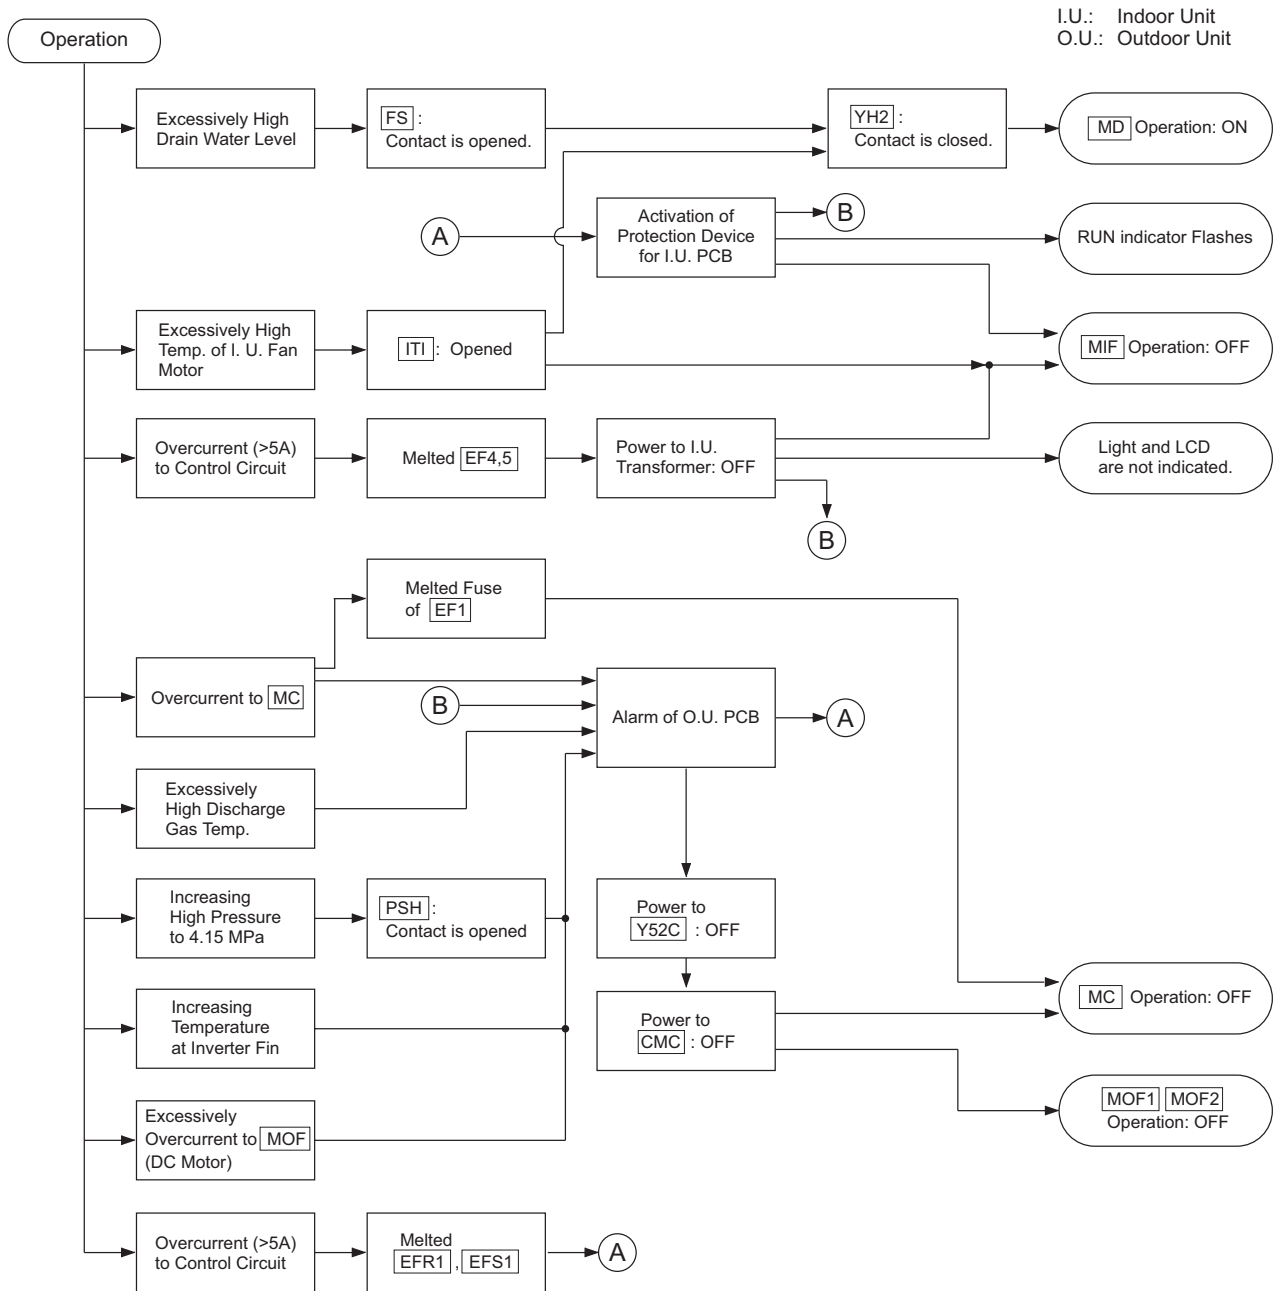 I.U.: Indoor Unit
O.U.: Outdoor Unit
Operation
Excessively High
Drain Water Level
FS :
Contact is opened.
YH2 :
Contact is closed.
MD Operation: ON
A
Activation of
Protection Device
for I.U. PCB
B
RUN indicator Flashes
Excessively High
Temp. of I. U. Fan
Motor
ITI : Opened
MIF Operation: OFF
Overcurrent (>5A)
to Control Circuit
Melted EF4,5
Power to I.U.
Transformer: OFF
Light and LCD
are not indicated.
B
Melted Fuse
of EF1
Overcurrent to MC
B
Alarm of O.U. PCB
A
Excessively
High Discharge
Gas Temp.
Increasing
High Pressure
to 4.15 MPa
PSH :
Contact is opened
Power to
Y52C : OFF
Increasing
Temperature
at Inverter Fin
Power to
CMC : OFF
MC Operation: OFF
Excessively
Overcurrent to MOF
(DC Motor)
MOF1 MOF2
Operation: OFF
Overcurrent (>5A)
to Control Circuit
Melted
EFR1 , EFS1
A